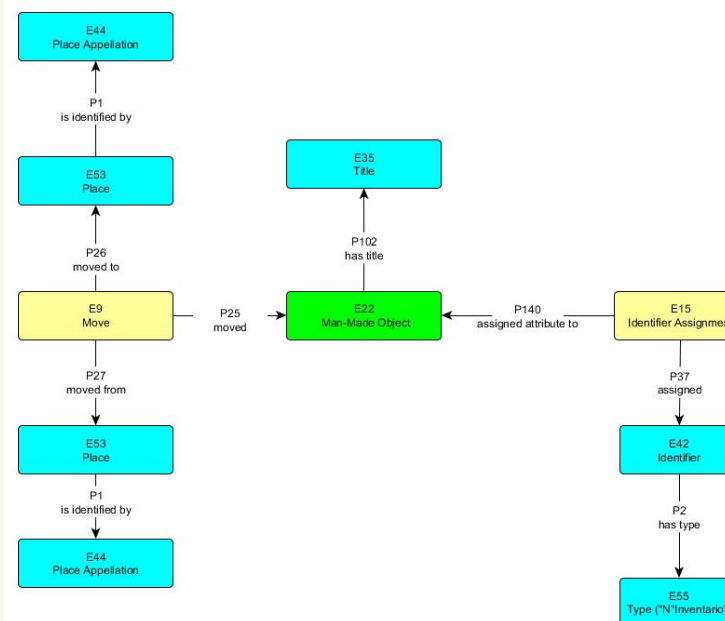 E44
Place Appellation
P1
is identified by
E53
Place
E35
Title
P26
moved to
P102
has title
E9
Move
P25
moved
E22
Man-Made Object
P140
assigned attribute to
E15
Identifier Assignmen
P27
moved from
P37
assigned
E53
Place
E42
Identifier
P1
is identified by
P2
has type
E44
Place Appellation
E55
Type ("N°Inventario"